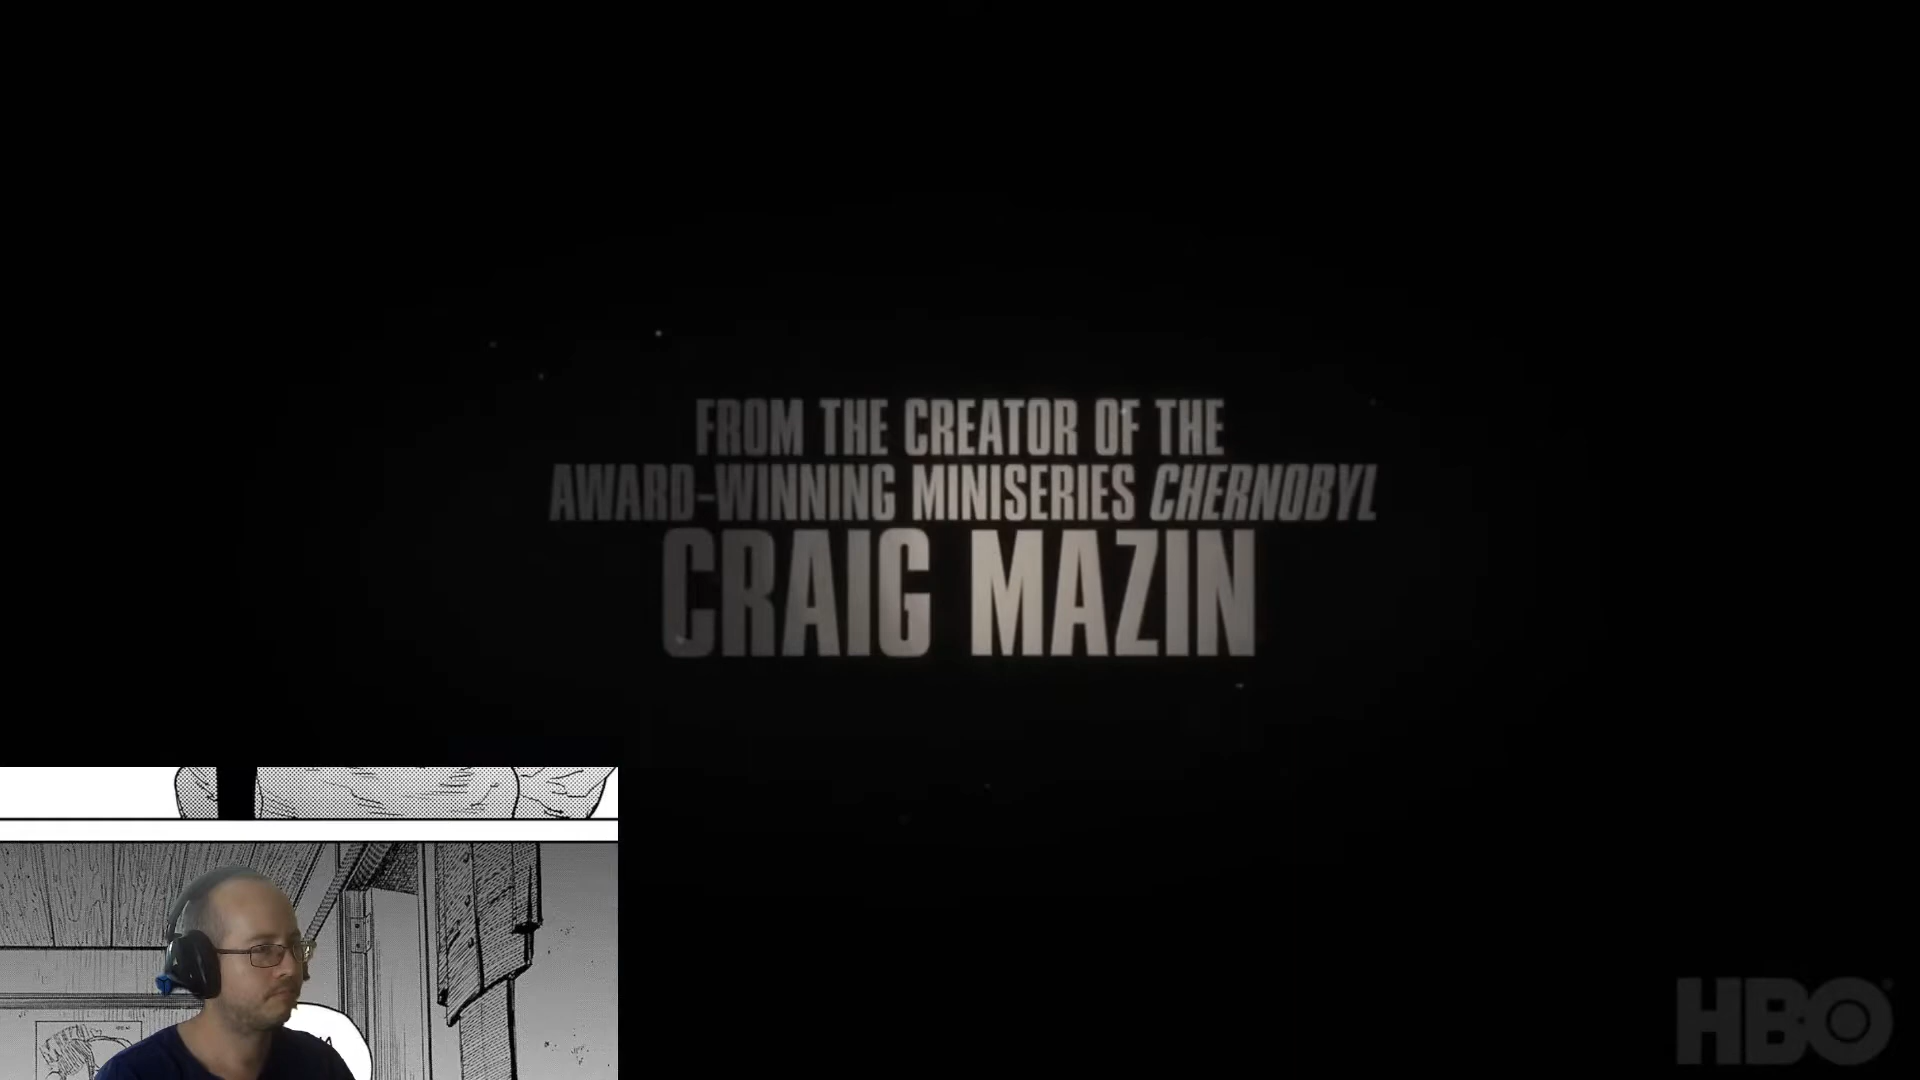 FROM THE CREATOR OF THE
AWARD-WINNING MINISERIES CHERNOBYL
CRAIG MAZIN
HBO